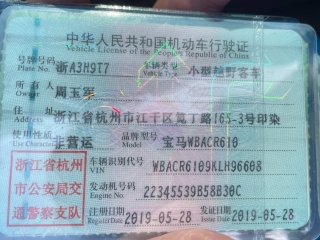 中华人民共和国机动车行驶证
Vehicle License of the People's Republic of China
号牌号码 浙A3H9T7 车辆类型 小型越野客车
Plate No. Vehicle Type
所有人 周玉军
Owner
住址 浙江省杭州市江干区笕丁路165-3号印染
使用性质 非营运 品牌型号 宝马WBACR610
Use Character Model
浙江省杭州
市公安局交
通警察支队
车辆识别代号 WBACR6109KLH96608
VIN
发动机号码 22345539B58B30C
Engine No.
注册日期 2019-05-28 发证日期 2019-05-28
Register Date Issue Date